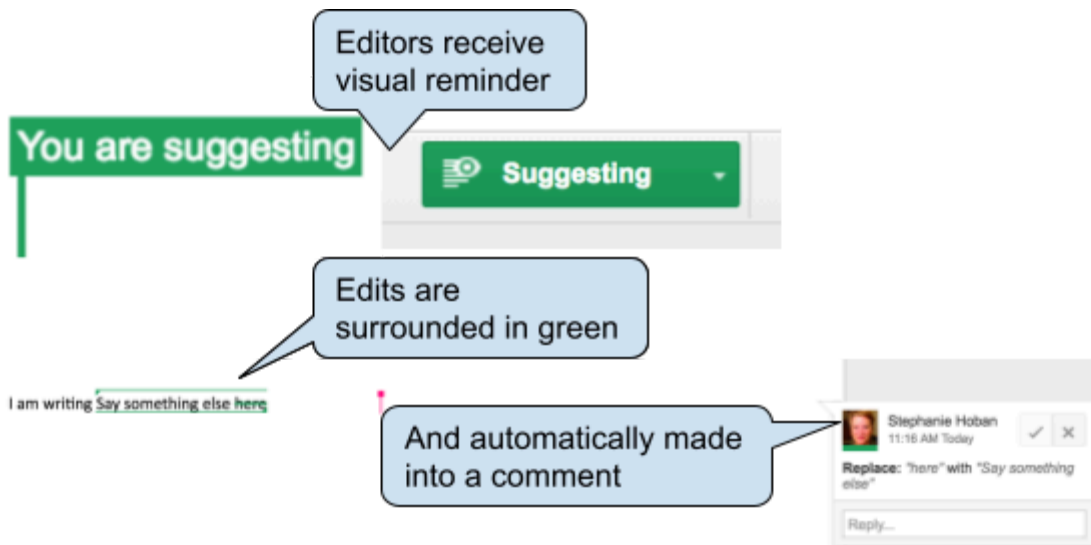 Editors receive
visual reminder
You are suggesting
Suggesting
Edits are
surrounded in green
I am writing Say something else here
And automatically made
into a comment
Stephanie Hoban
11:16 AM Today
Replace: "here" with "Say something
else"
Reply...